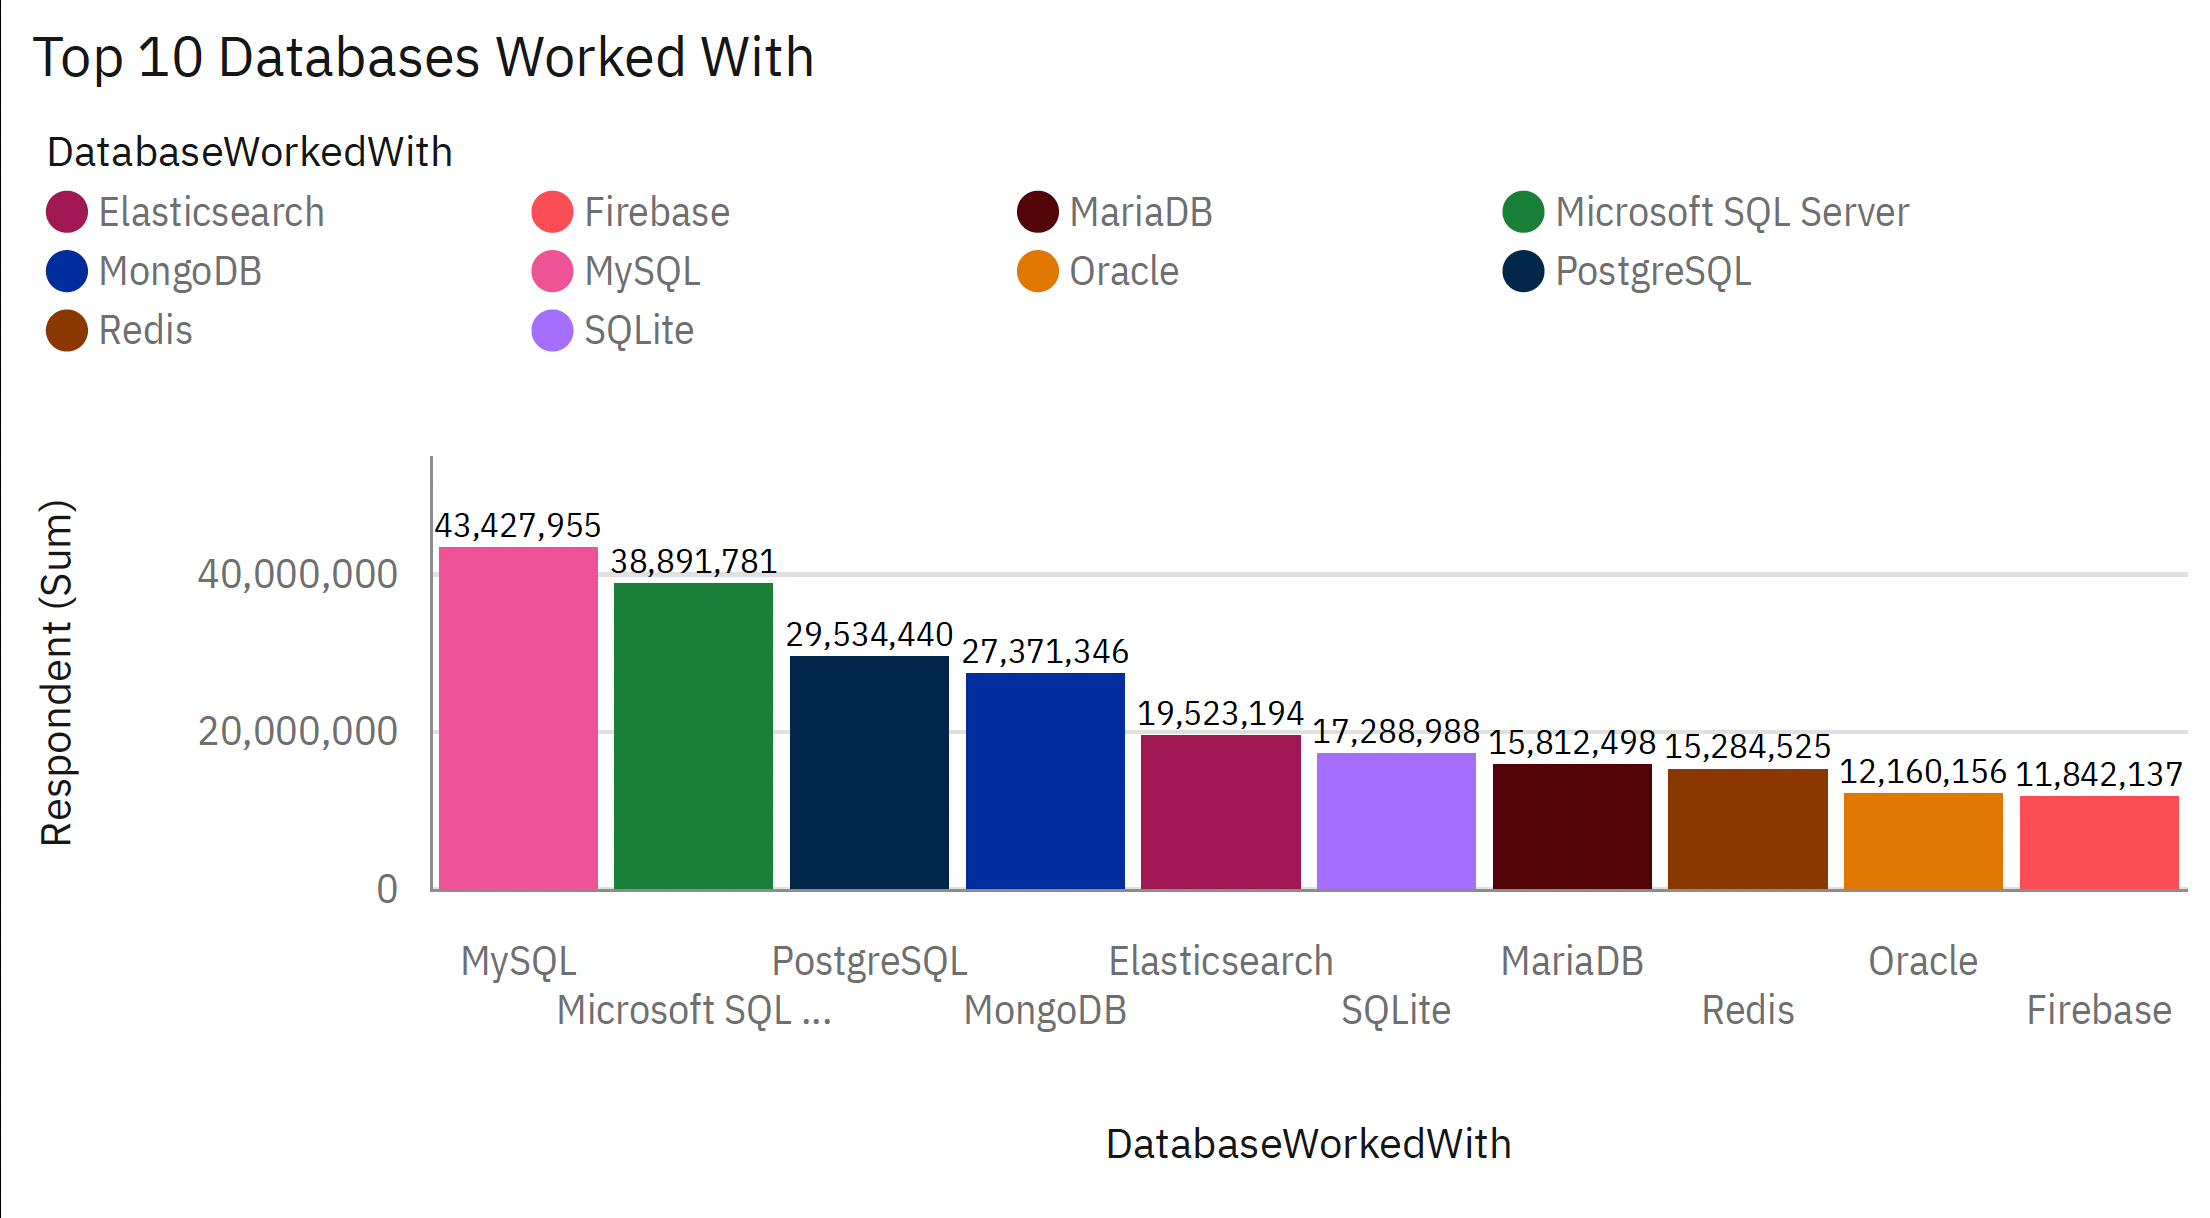 Top 10 Databases Worked With
DatabaseWorkedWith
Elasticsearch Firebase MariaDB Microsoft SQL Server
MongoDB MySQL Oracle PostgreSQL
Redis SQLite
Respondent (Sum)
40,000,000
20,000,000
0
43,427,955
38,891,781
29,534,440
27,371,346
19,523,194
17,288,988
15,812,498
15,284,525
12,160,156
11,842,137
MySQL PostgreSQL Elasticsearch MariaDB Oracle
Microsoft SQL ... MongoDB SQLite Redis Firebase
DatabaseWorkedWith